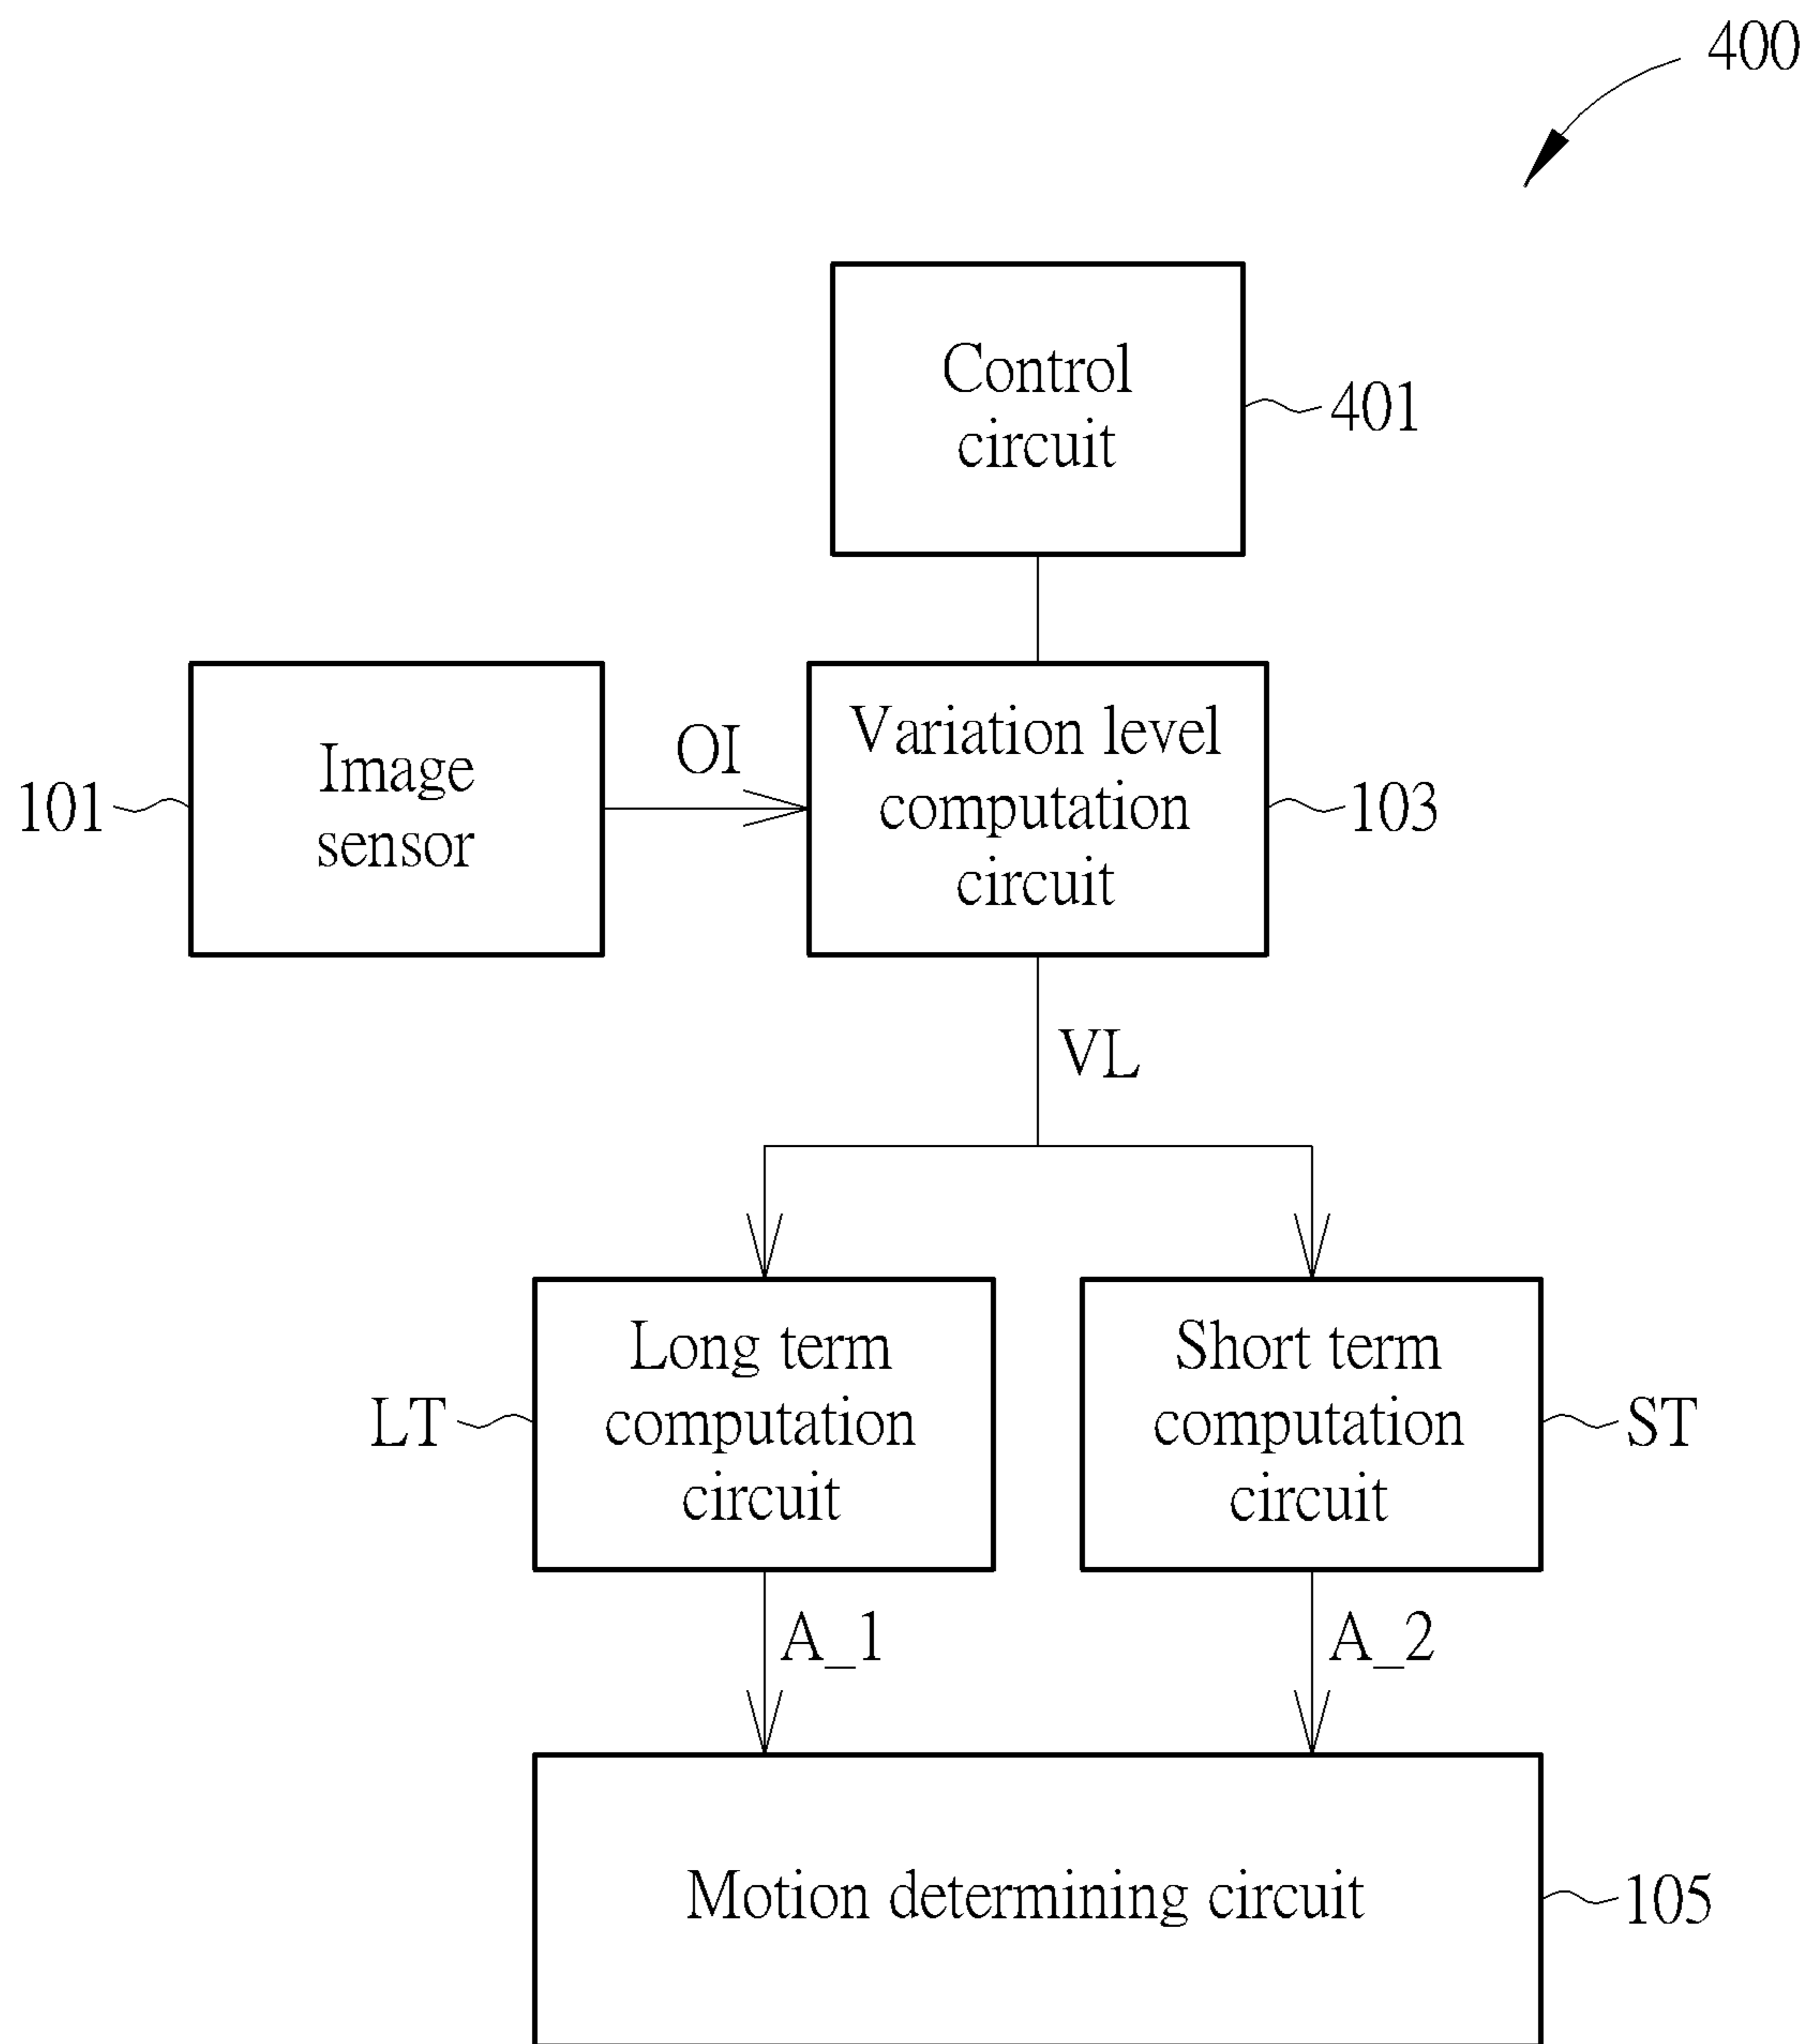 400
Control
circuit
401
Image
sensor
101
OI
Variation level
computation
circuit
103
VL
Long term
computation
circuit
LT
Short term
computation
circuit
ST
A_1
A_2
Motion determining circuit
105